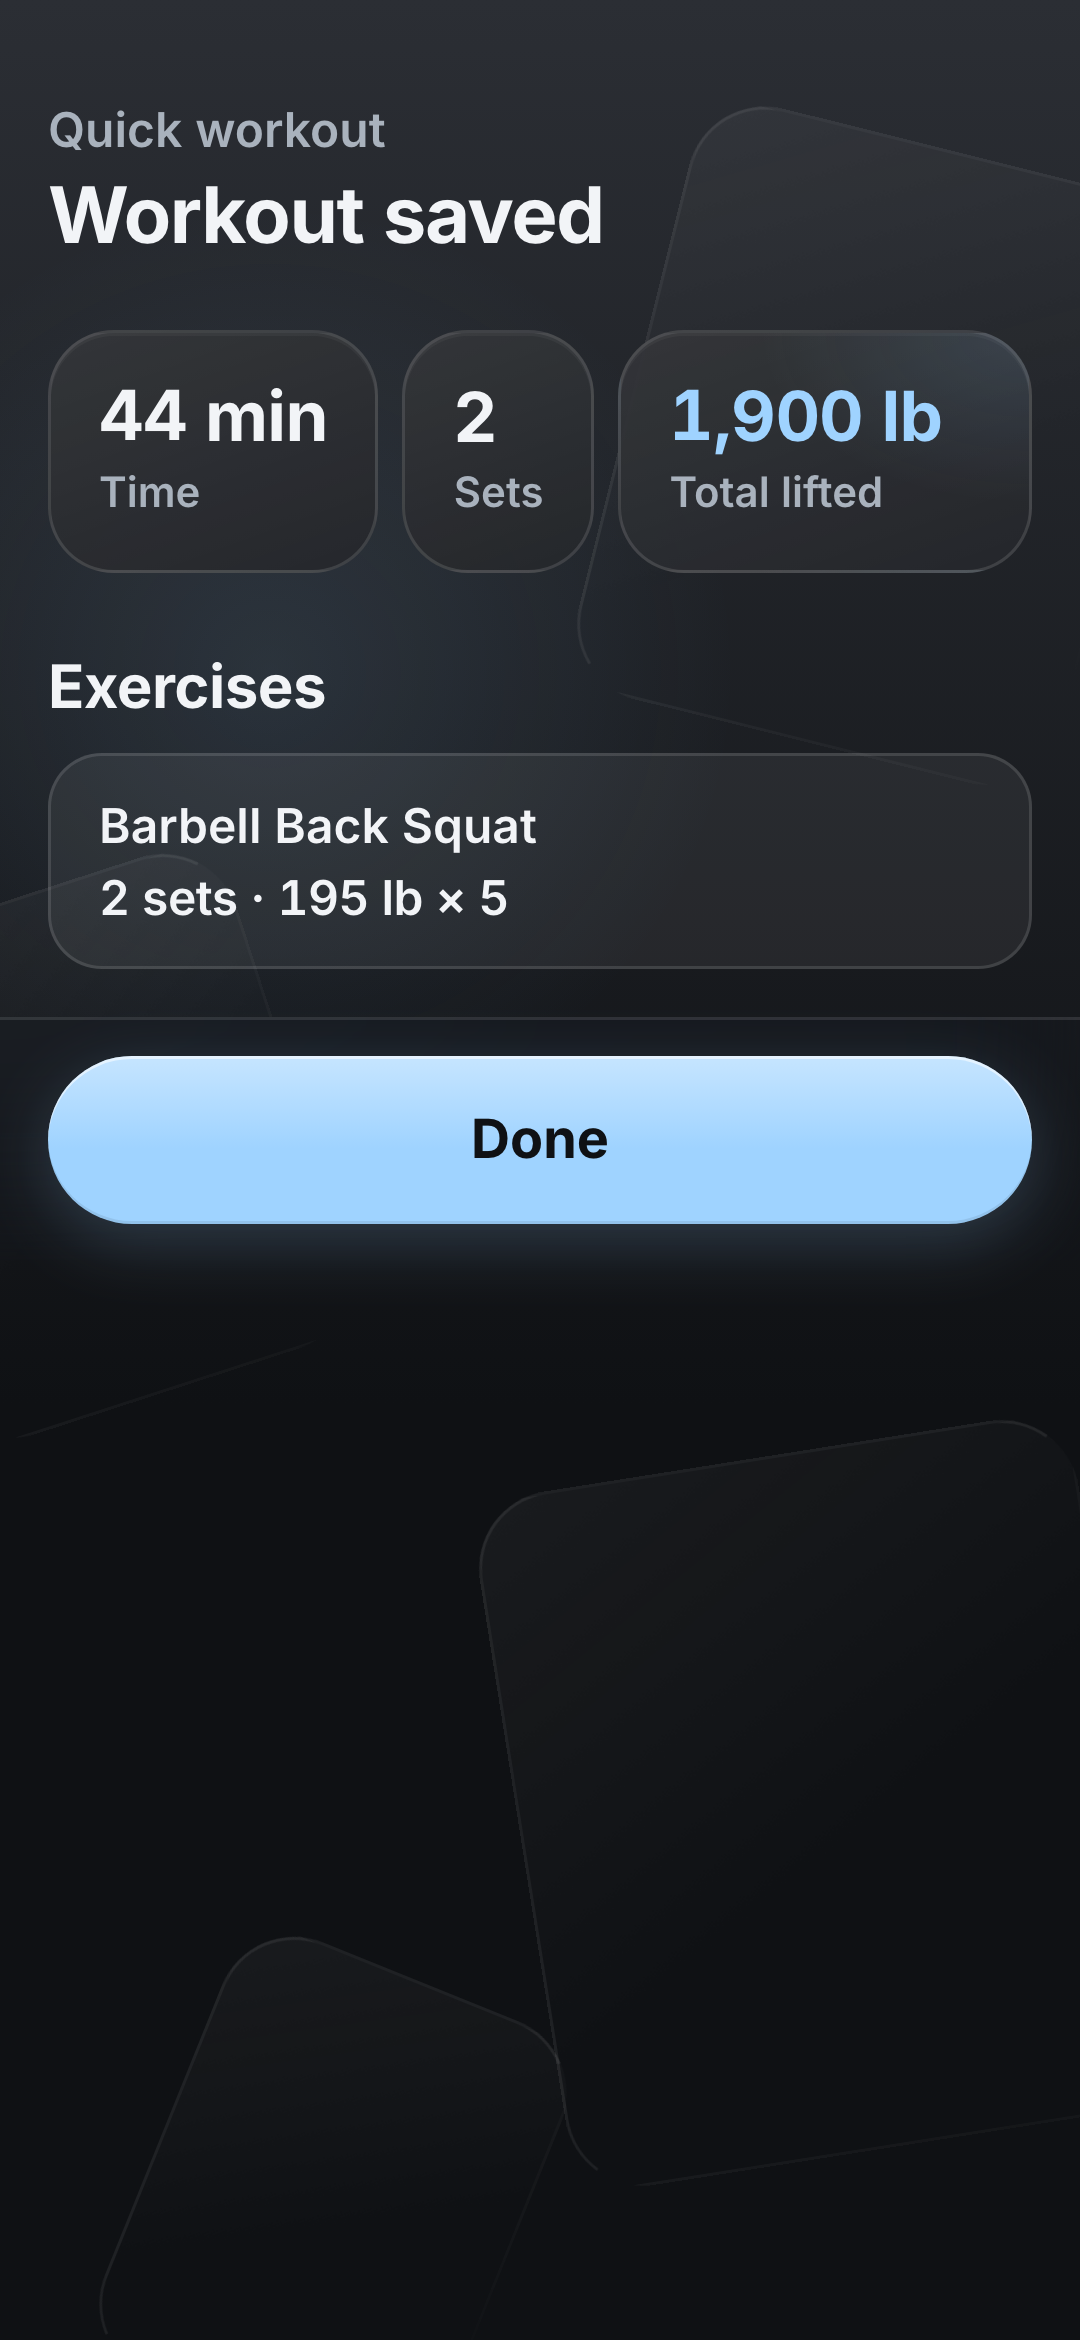 Quick workout
Workout saved
44 min
Time
2
Sets
1,900 lb
Total lifted
Exercises
Barbell Back Squat
2 sets · 195 lb × 5
Done